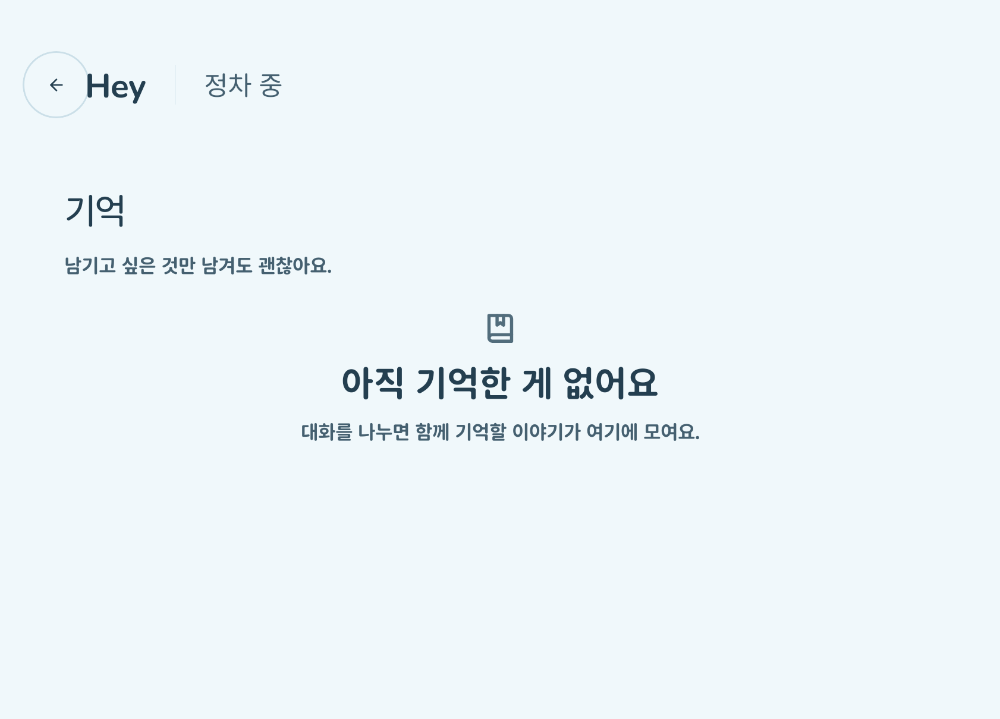 Hey
정차 중
기억
남기고 싶은 것만 남겨도 괜찮아요.
아직 기억한 게 없어요
대화를 나누면 함께 기억할 이야기가 여기에 모여요.